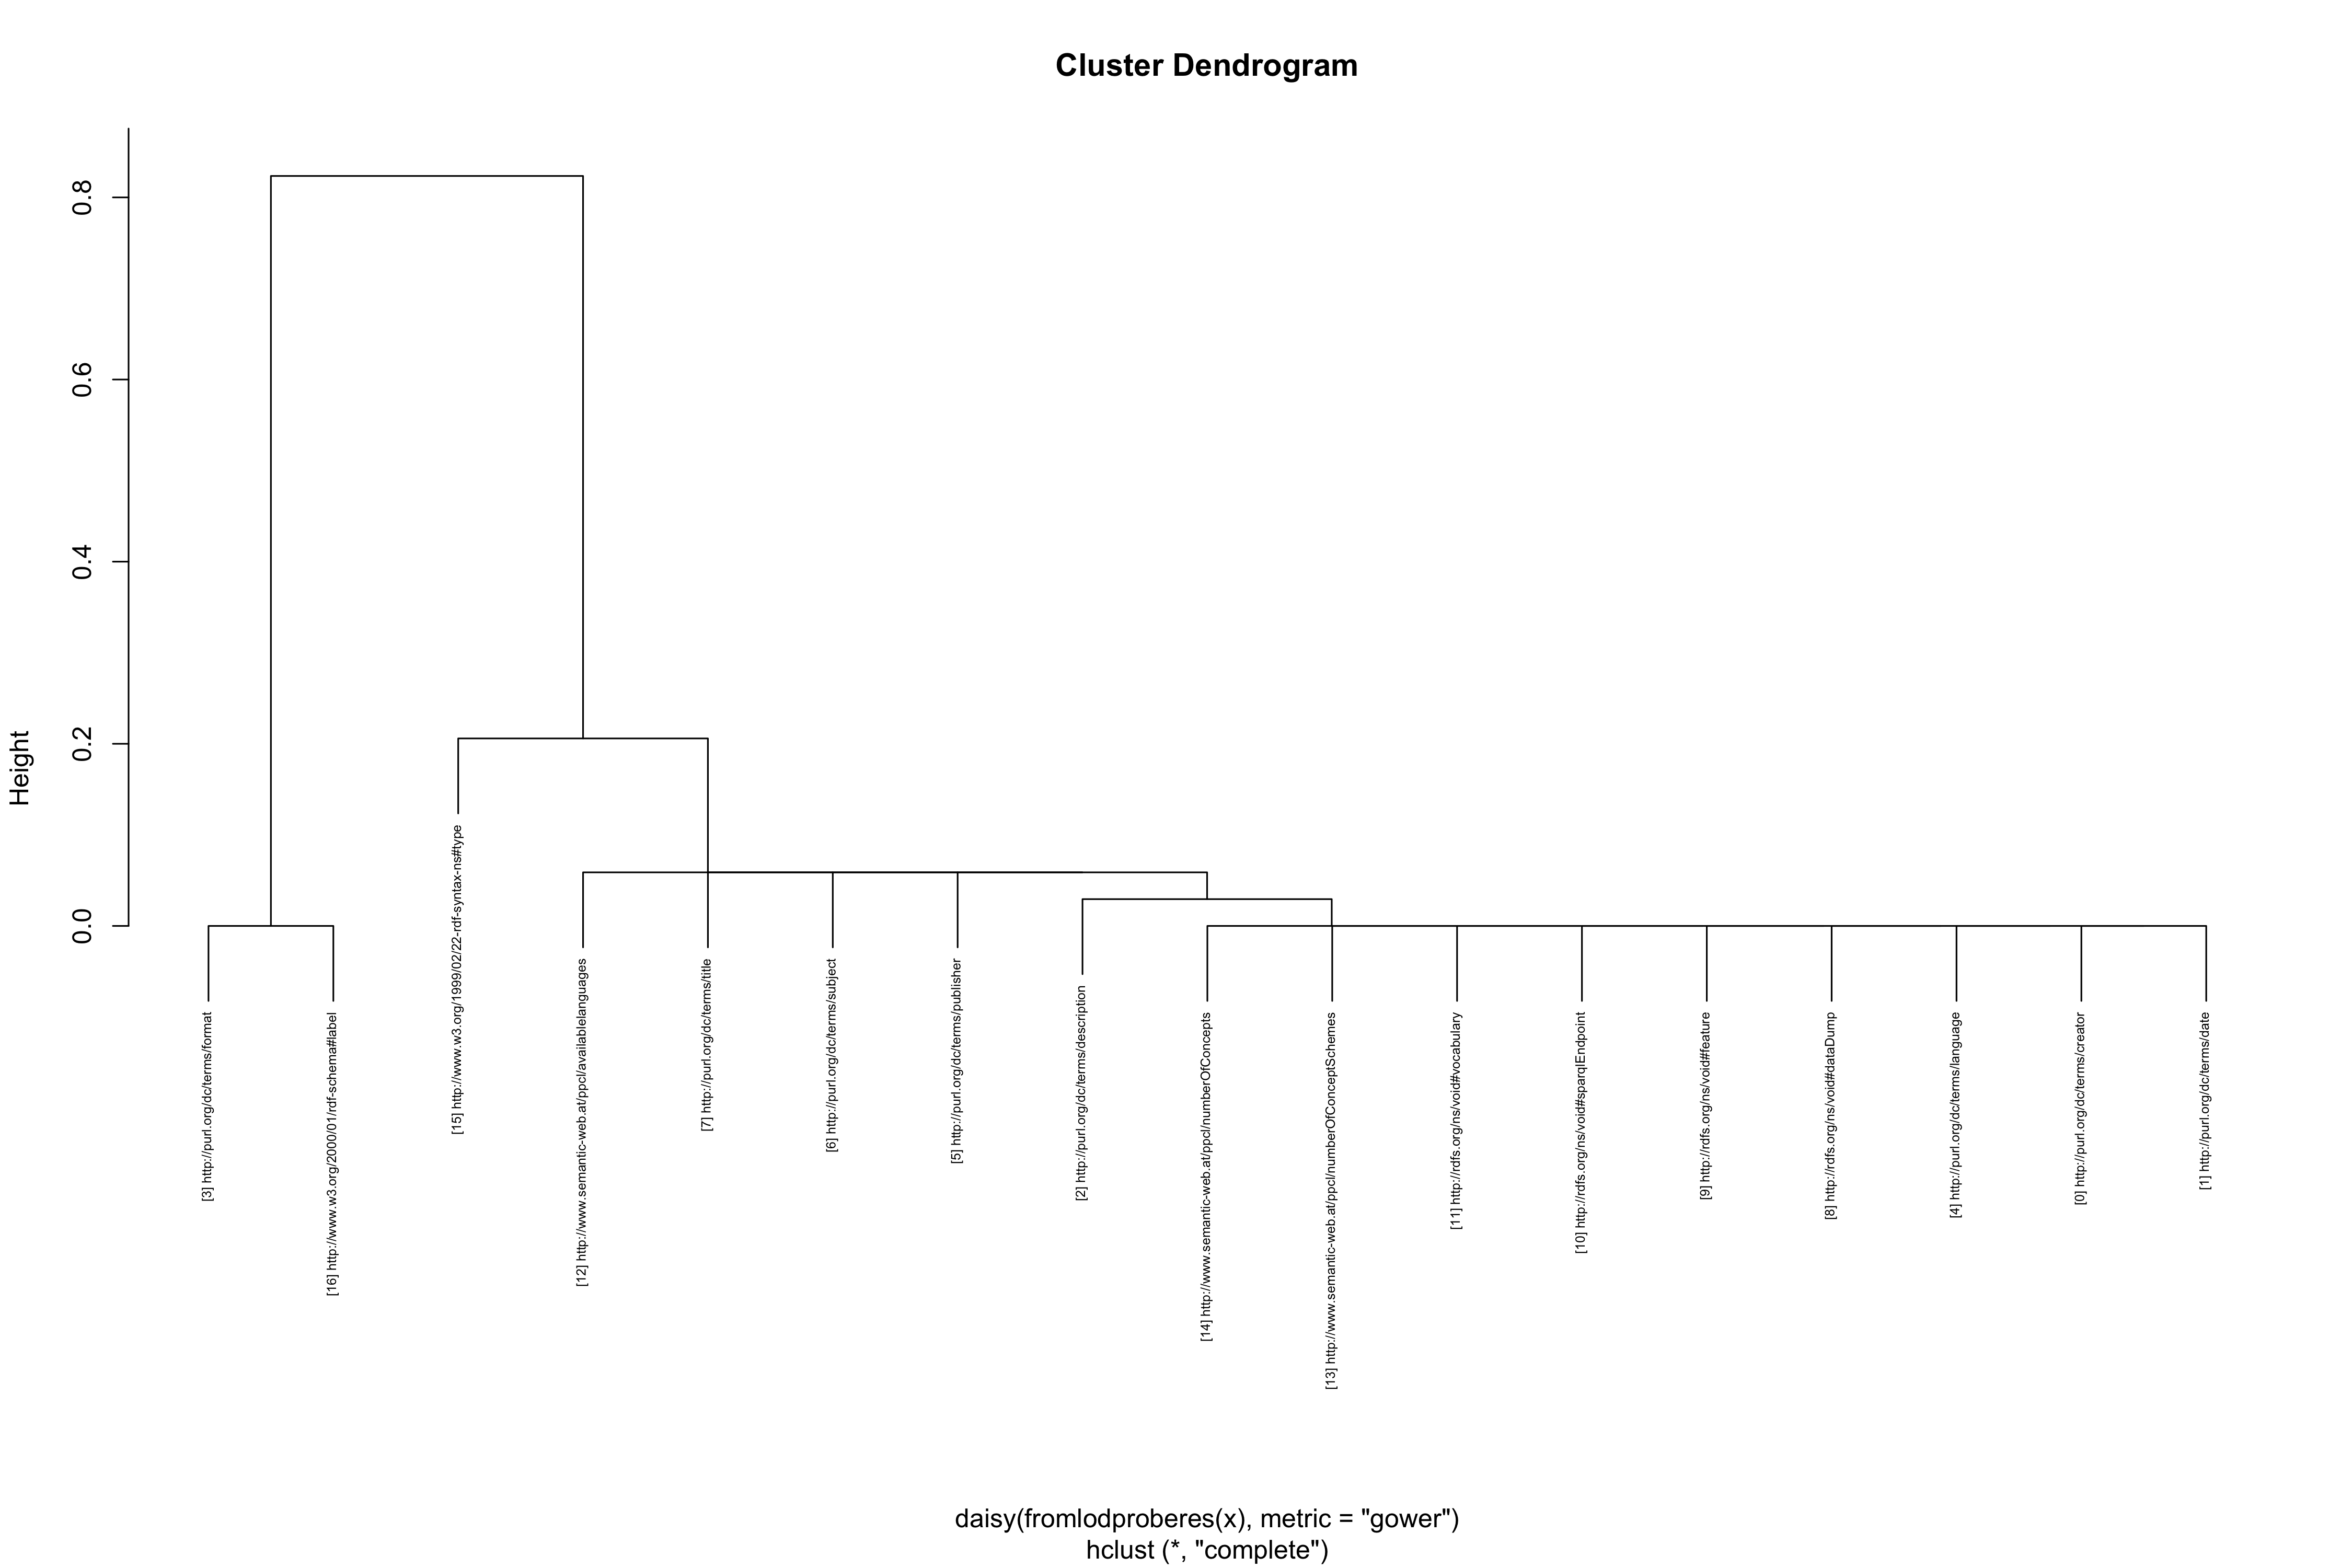 Cluster Dendrogram
Height
0.8
0.6
0.4
0.2
0.0
[3] http://purl.org/dc/terms/format
[16] http://www.w3.org/2000/01/rdf-schema#label
[15] http://www.w3.org/1999/02/22-rdf-syntax-ns#type
[12] http://www.semantic-web.at/ppcl/availablelanguages
[7] http://purl.org/dc/terms/title
[6] http://purl.org/dc/terms/subject
[5] http://purl.org/dc/terms/publisher
[2] http://purl.org/dc/terms/description
[14] http://www.semantic-web.at/ppcl/numberOfConcepts
[13] http://www.semantic-web.at/ppcl/numberOfConceptSchemes
[11] http://rdfs.org/ns/void#vocabulary
[10] http://rdfs.org/ns/void#sparqlEndpoint
[9] http://rdfs.org/ns/void#feature
[8] http://rdfs.org/ns/void#dataDump
[4] http://purl.org/dc/terms/language
[0] http://purl.org/dc/terms/creator
[1] http://purl.org/dc/terms/date
daisy(fromlodproberes(x), metric = "gower")
hclust (*, "complete")